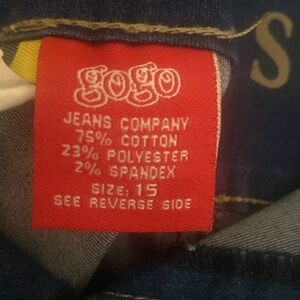 gogo
JEANS COMPANY
75% COTTON
23% POLYESTER
2% SPANDEX
SIZE: 15
SEE REVERSE SIDE
S